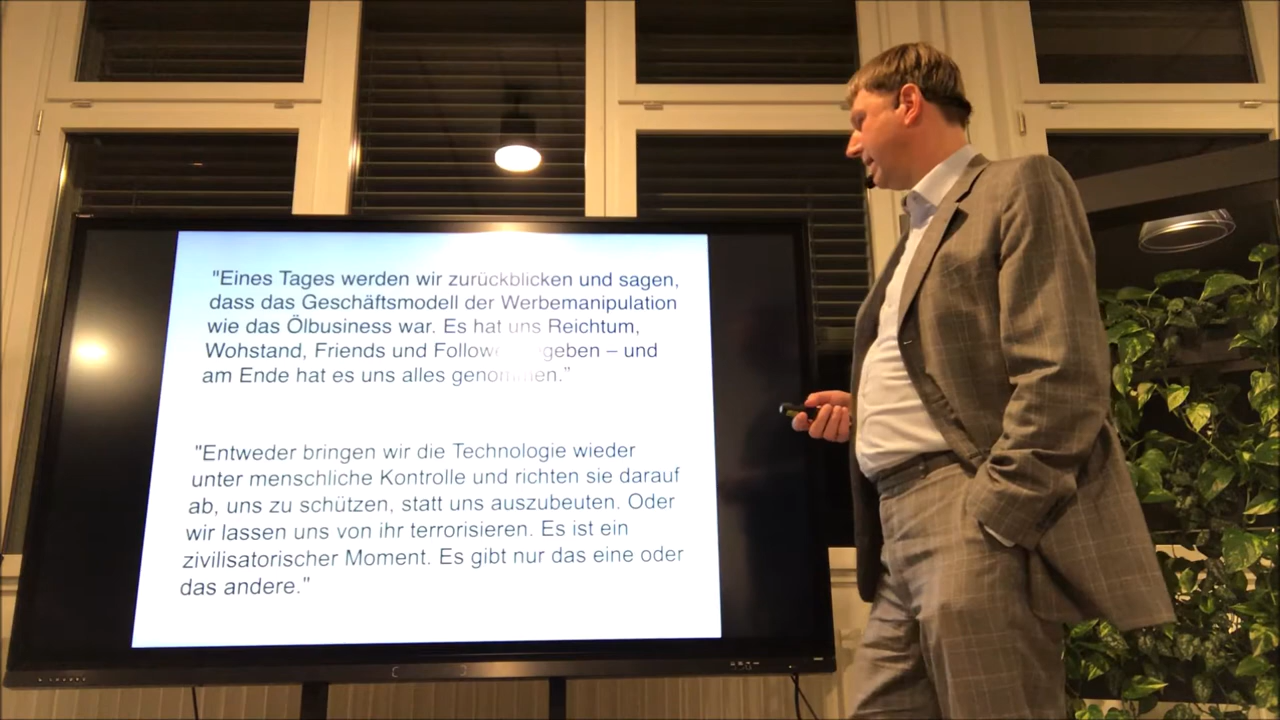 "Eines Tages werden wir zurückblicken und sagen,
dass das Geschäftsmodell der Werbemanipulation
wie das Ölbusiness war. Es hat uns Reichtum,
Wohlstand, Friends und – und
am Ende hat es uns alles genommen.”
"Entweder bringen wir die Technologie wieder
unter menschliche Kontrolle und richten sie darauf
ab, uns zu schützen, statt uns auszubeuten. Oder
wir lassen uns von ihr terrorisieren. Es ist ein
zivilisatorischer Moment. Es gibt nur das eine oder
das andere."